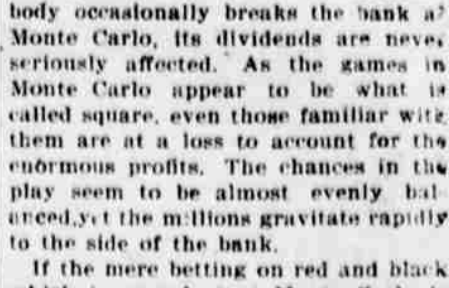 body occasionally breaks the bank at
Monte Carlo, its dividends are never
seriously affected. As the games in
Monte Carlo appear to be what is
called square, even those familiar with
them are at a loss to account for the
enormous profits. The chances in the
play seem to be almost evenly bal
anced, yet the millions gravitate rapidly
to the side of the bank.
If the mere betting on red and black